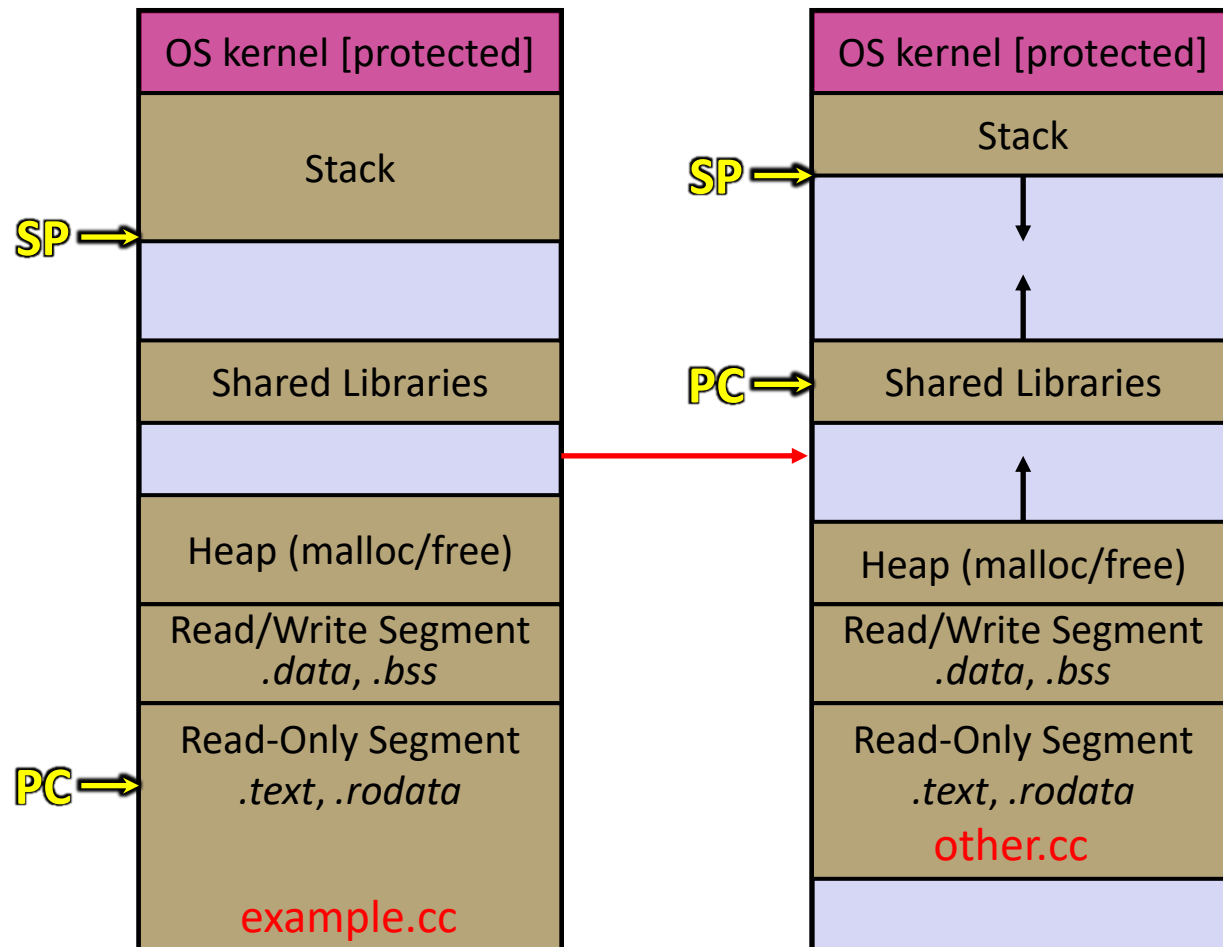 OS kernel [protected]
Stack
SP
Shared Libraries
Heap (malloc/free)
Read/Write Segment
.data, .bss
Read-Only Segment
PC
.text, .rodata
example.cc
OS kernel [protected]
Stack
SP
PC
Shared Libraries
Heap (malloc/free)
Read/Write Segment
.data, .bss
Read-Only Segment
.text, .rodata
other.cc